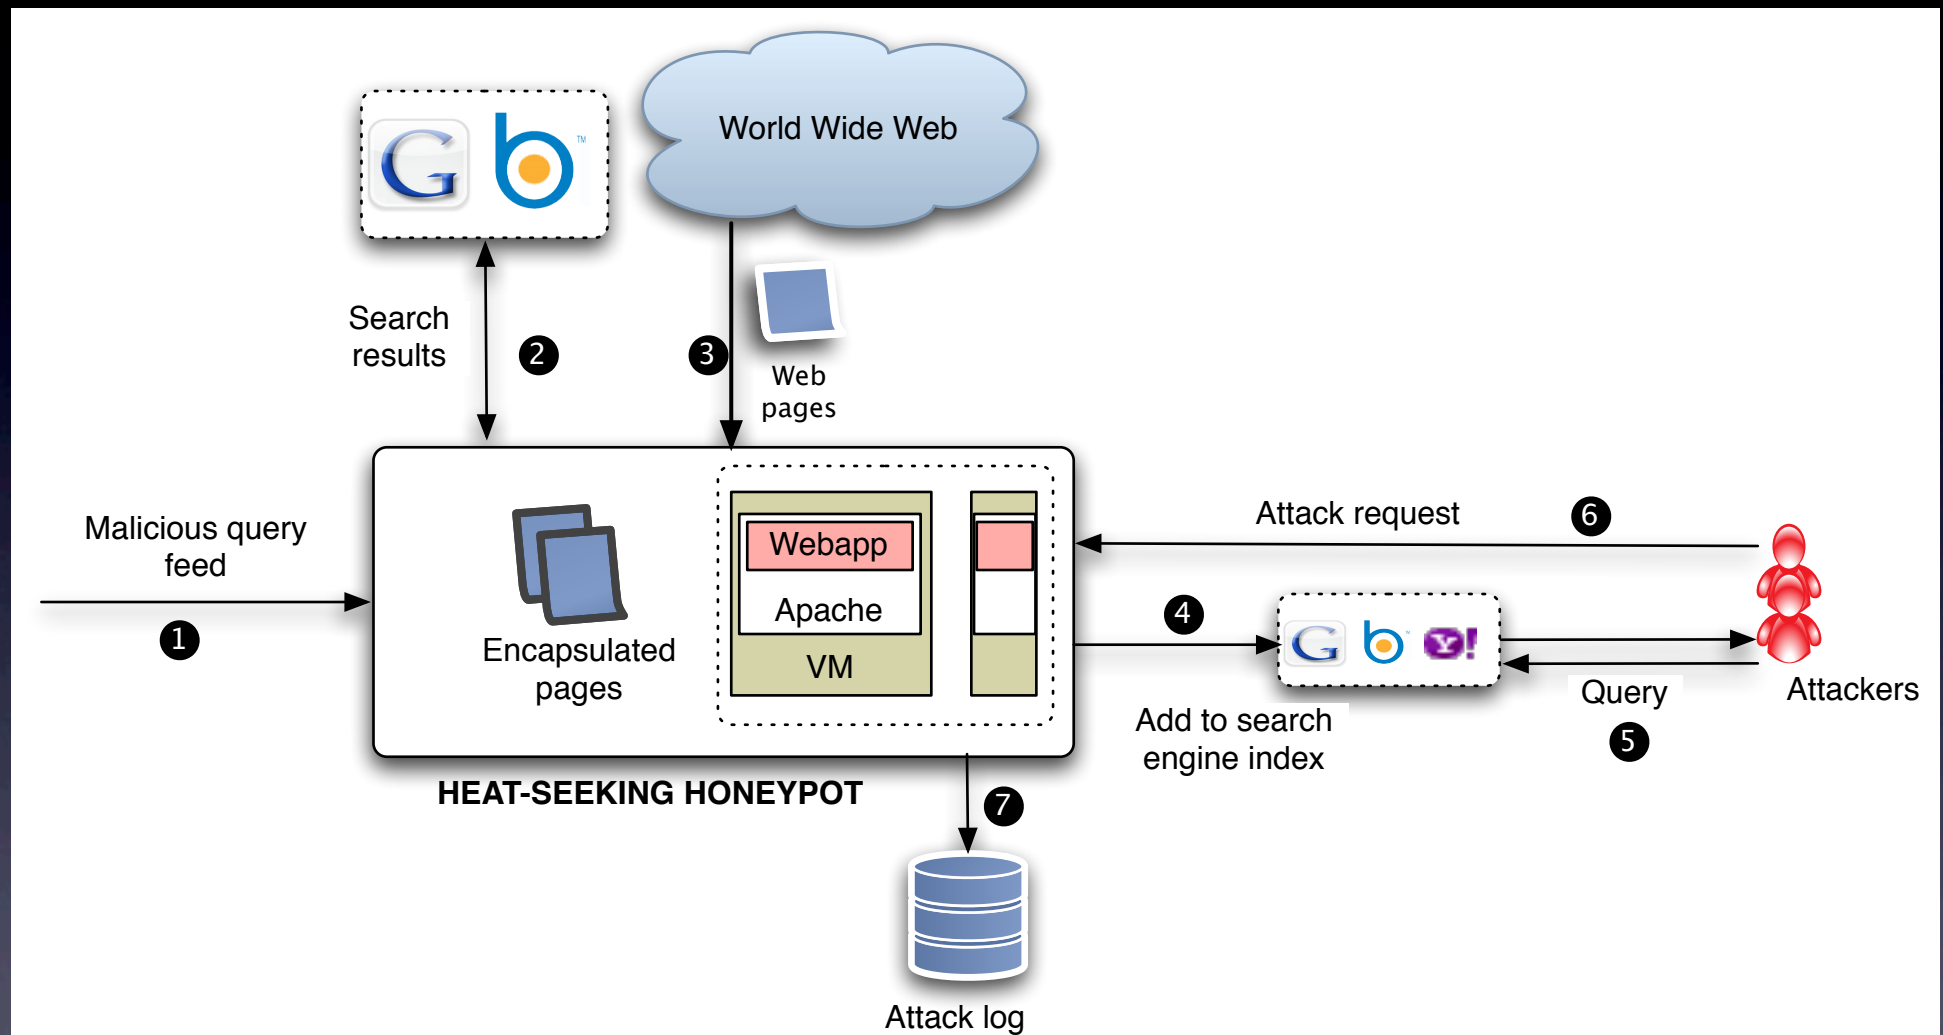 World Wide Web
G b TM
Search
results
2
3
Web
pages
Malicious query
feed
1
Encapsulated
pages
Webapp
Apache
VM
Attack request
6
4
G b Y!
Query
5
Attackers
Add to search
engine index
HEAT-SEEKING HONEYPOT
7
Attack log